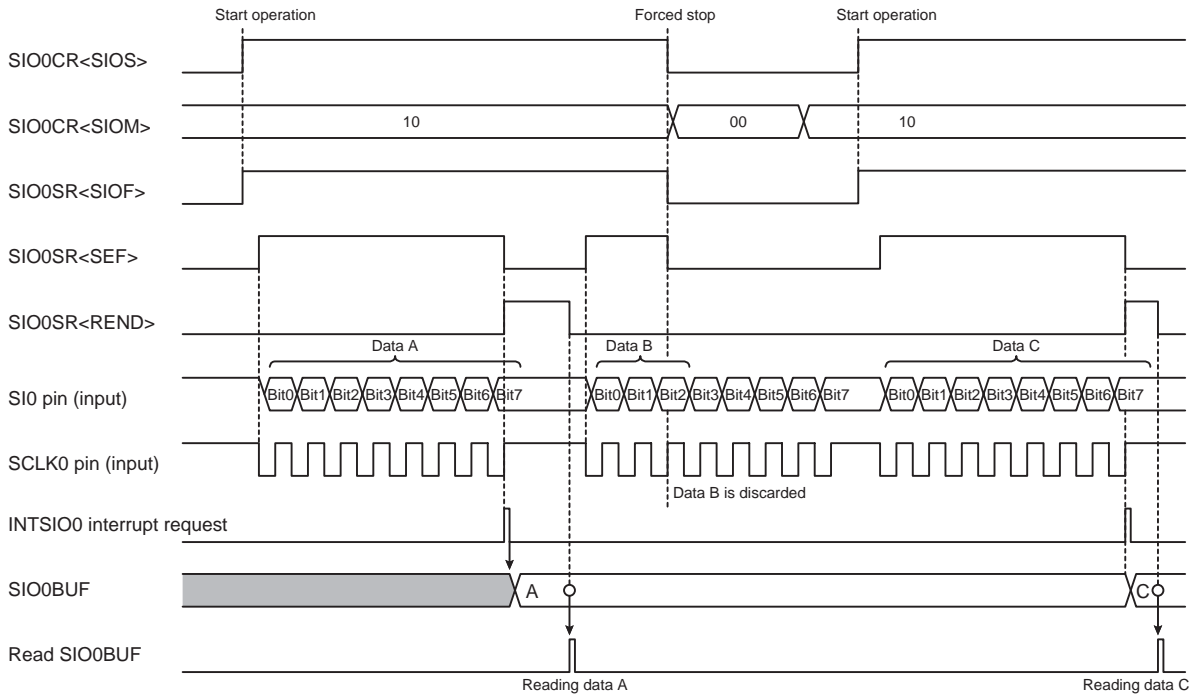 Start operation Forced stop Start operation
SIO0CR<SIOS>
SIO0CR<SIOM> 10 00 10
SIO0SR<SIOF>
SIO0SR<SEF>
SIO0SR<REND>
Data A Data B Data C
SI0 pin (input) Bit0 Bit1 Bit2 Bit3 Bit4 Bit5 Bit6 Bit7 Bit0 Bit1 Bit2 Bit3 Bit4 Bit5 Bit6 Bit7 Bit0 Bit1 Bit2 Bit3 Bit4 Bit5 Bit6 Bit7
SCLK0 pin (input)
Data B is discarded
INTSIO0 interrupt request
SIO0BUF A C
Read SIO0BUF
Reading data A Reading data C